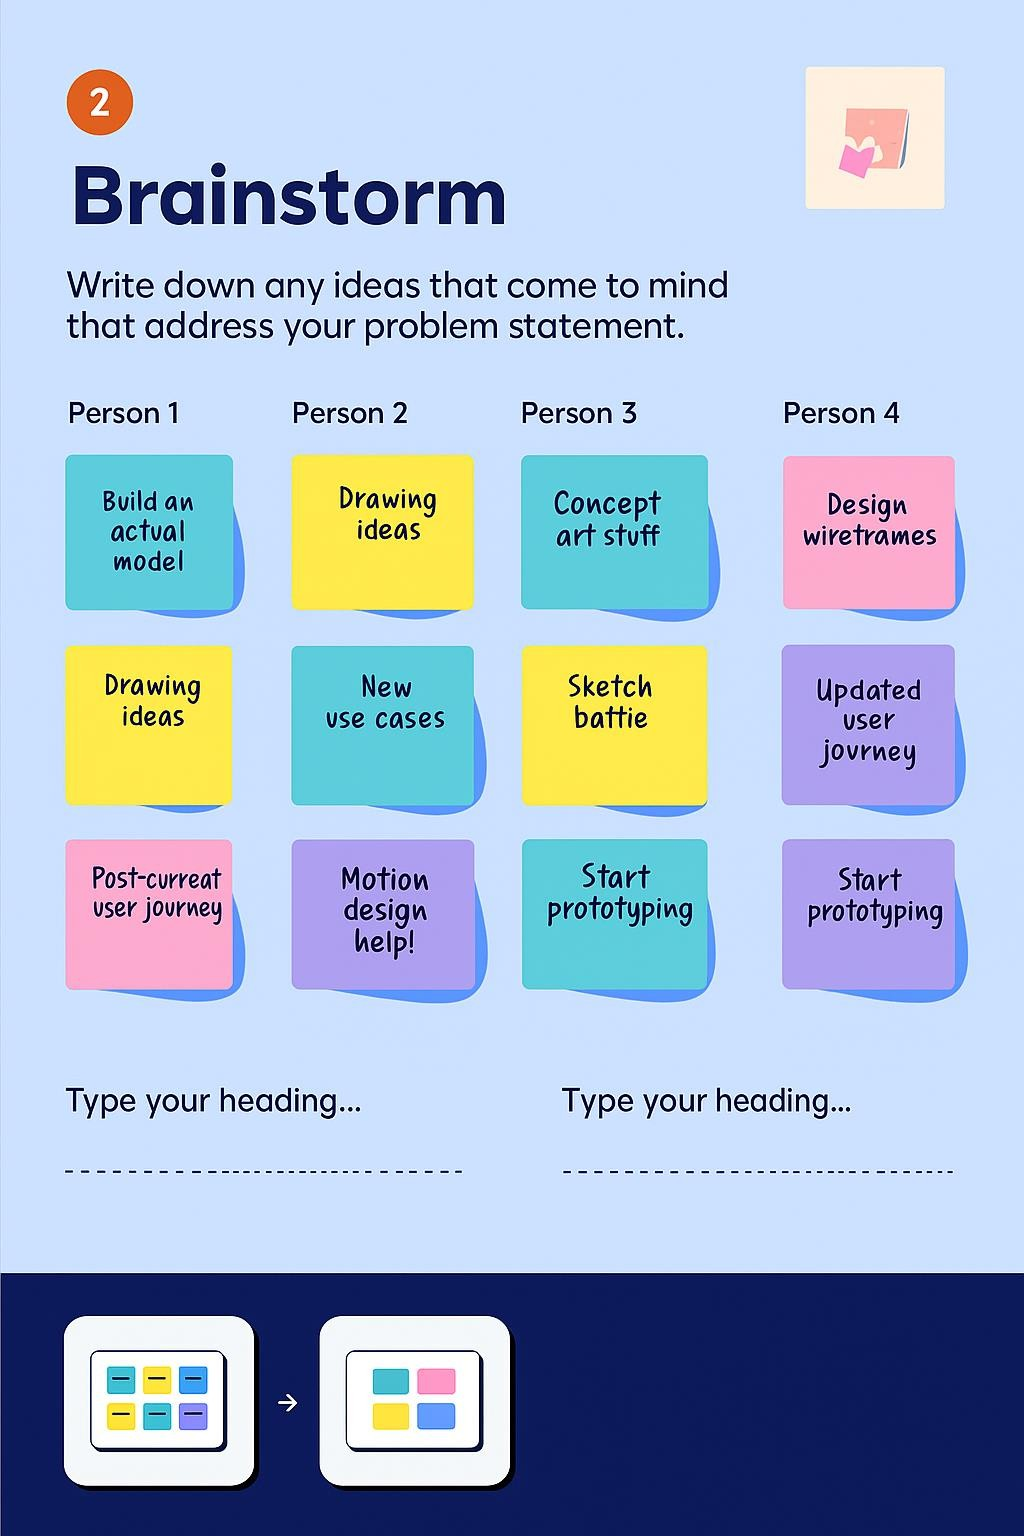 2
Brainstorm
Write down any ideas that come to mind
that address your problem statement.
Person 1
Person 2
Person 3
Person 4
Build an
actual
model
Drawing
ideas
Concept
art stuff
Design
wiretrames
Drawing
ideas
New
use cases
Sketch
battie
Updated
user
jovrney
Post-curreat
user journey
Motion
design
help!
Start
prototyping
Start
prototyping
Type your heading...
Type your heading...